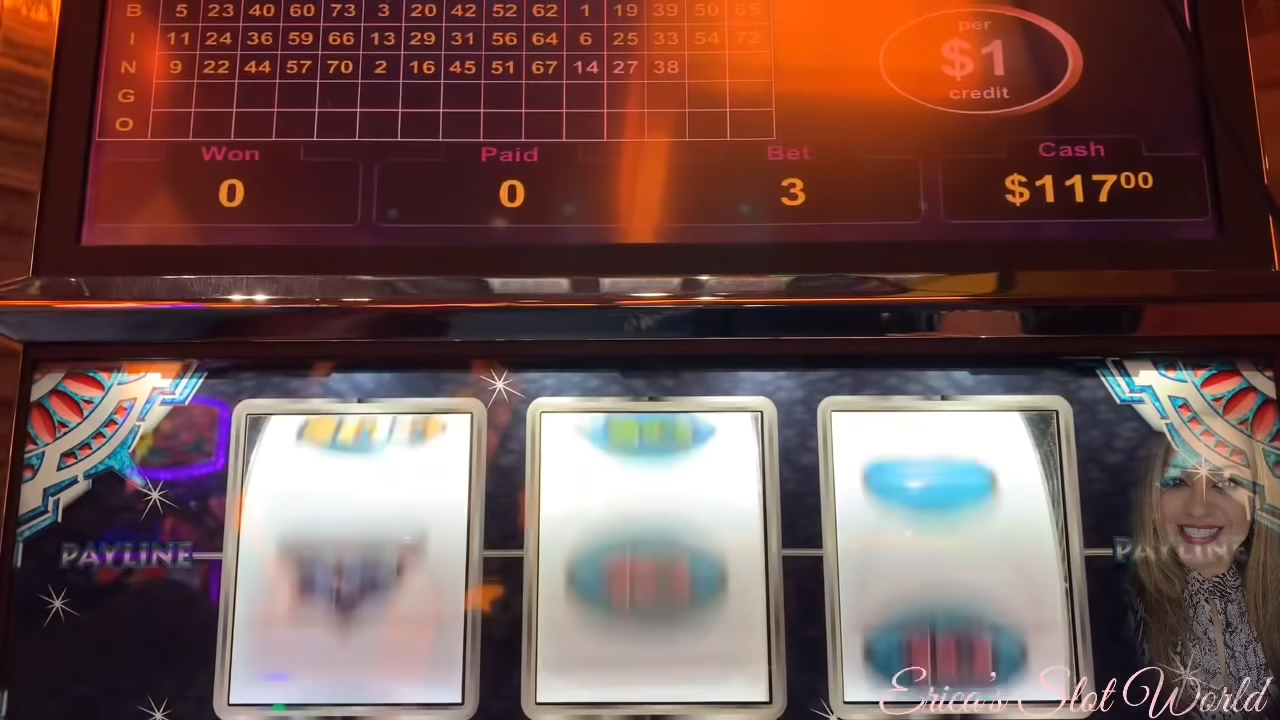 B 5 23 40 60 73 3 20 42 52 62 1 19 39 50 65
I 11 24 36 59 66 13 29 31 56 64 6 25 33 54 72
N 9 22 44 57 70 2 16 45 51 67 14 27 38
G
O
per
$1
credit
Won Paid Bet Cash
0 0 3 $117⁰⁰
PAYLINE PAYLINE
Erica's Slot World